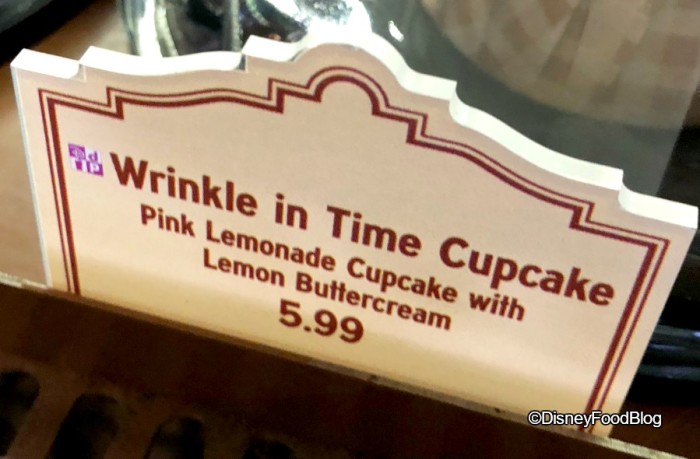 Wrinkle in Time Cupcake
Pink Lemonade Cupcake with
Lemon Buttercream
5.99
©DisneyFoodBlog